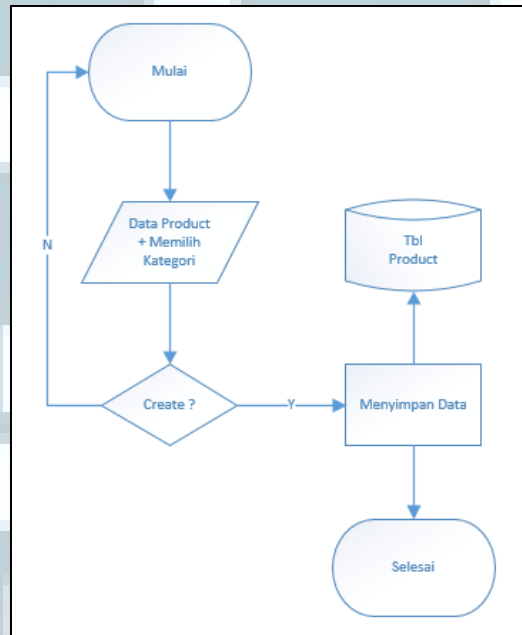 Mulai
Data Product
+ Memilih
Kategori
N
Tbl
Product
Create ?
Y
Menyimpan Data
Selesai